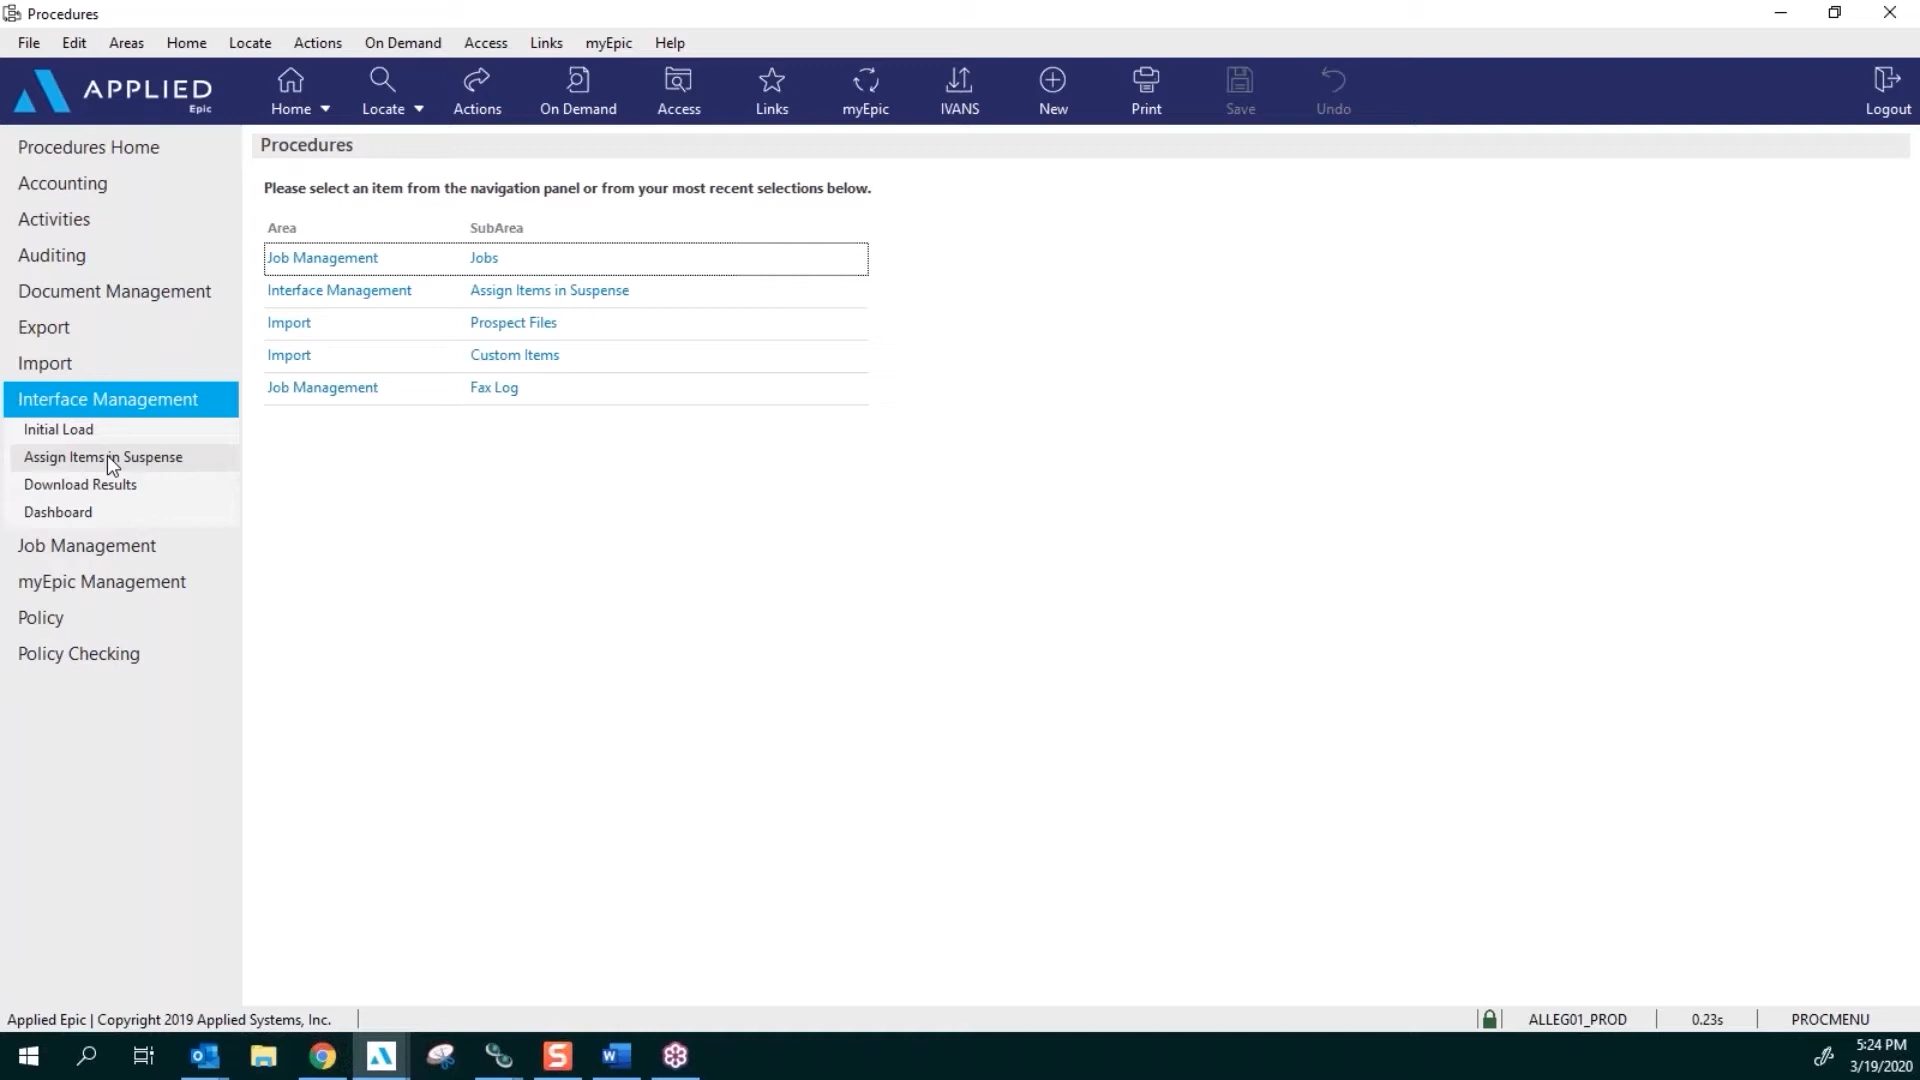 Procedures
File Edit Areas Home Locate Actions On Demand Access Links myEpic Help
APPLIED
Epic
Home Locate Actions On Demand Access Links myEpic IVANS New Print Save Undo Logout
Procedures Home
Accounting
Activities
Auditing
Document Management
Export
Import
Interface Management
Initial Load
Assign Items in Suspense
Download Results
Dashboard
Job Management
myEpic Management
Policy
Policy Checking
Procedures
Please select an item from the navigation panel or from your most recent selections below.
Area SubArea
Job Management Jobs
Interface Management Assign Items in Suspense
Import Prospect Files
Import Custom Items
Job Management Fax Log
Applied Epic | Copyright 2019 Applied Systems, Inc. ALLEG01_PROD 0.23s PROCMENU
5:24 PM
3/19/2020